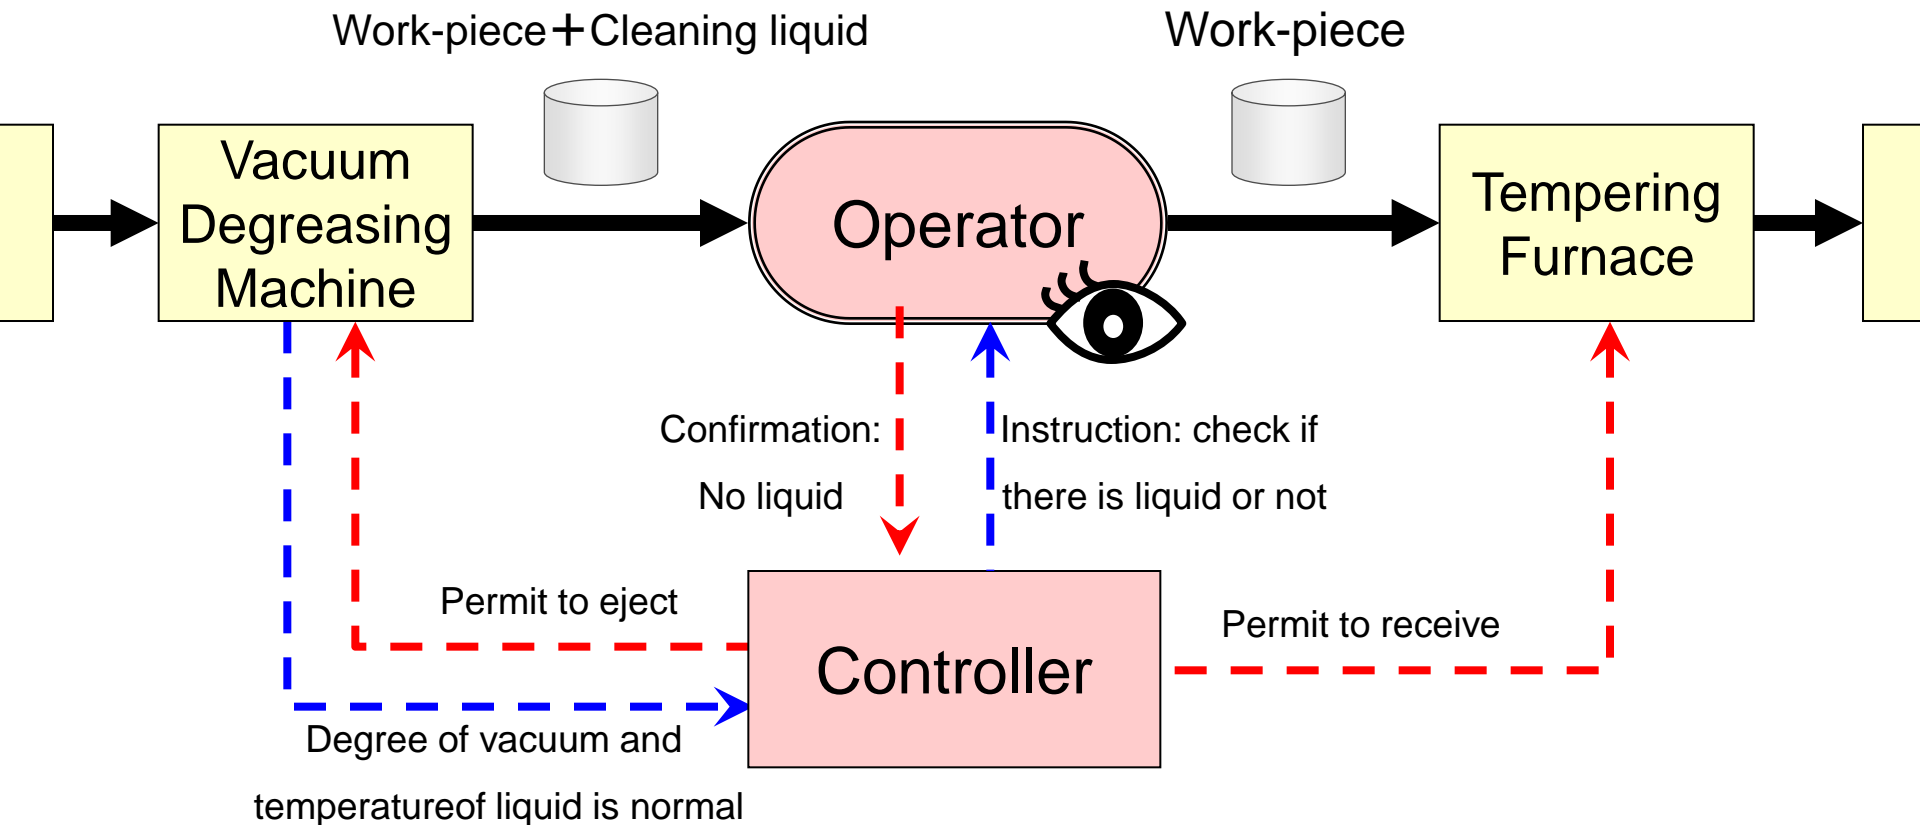 Work-piece＋Cleaning liquid
Work-piece
Vacuum
Degreasing
Machine
Operator
Tempering
Furnace
Confirmation:
No liquid
Instruction: check if
there is liquid or not
Permit to eject
Controller
Permit to receive
Degree of vacuum and
temperatureof liquid is normal